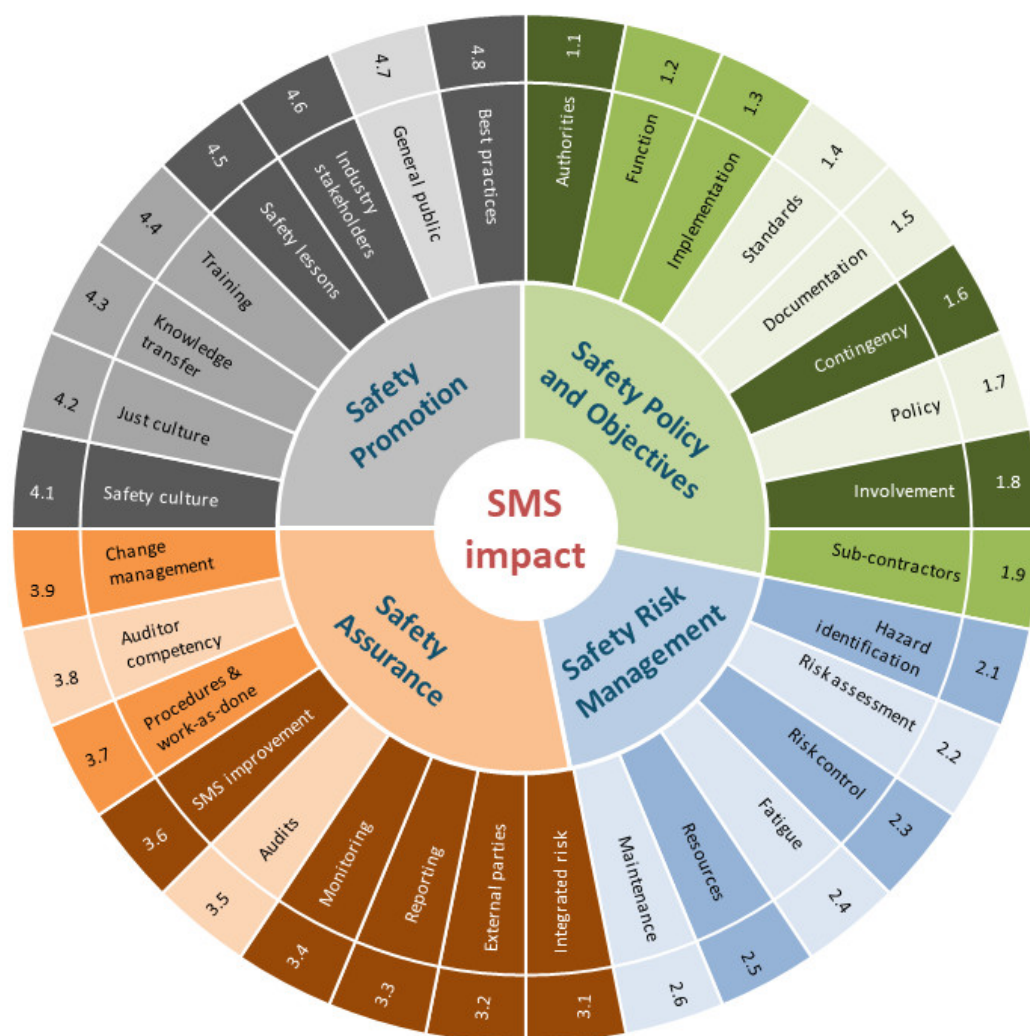 SMS
impact
Safety Policy
and Objectives
1.1
Authorities
1.2
Function
1.3
Implementation
1.4
Standards
1.5
Documentation
1.6
Contingency
1.7
Policy
1.8
Involvement
1.9
Sub-contractors
Safety Risk
Management
2.1
Hazard
identification
2.2
Risk assessment
2.3
Risk control
2.4
Fatigue
2.5
Resources
2.6
Maintenance
Safety
Assurance
3.1
Integrated risk
3.2
External parties
3.3
Reporting
3.4
Monitoring
3.5
Audits
3.6
SMS improvement
3.7
Procedures &
work-as-done
3.8
Auditor
competency
3.9
Change
management
Safety
Promotion
4.1
Safety culture
4.2
Just culture
4.3
Knowledge
transfer
4.4
Training
4.5
Safety lessons
4.6
Industry
stakeholders
4.7
General public
4.8
Best practices